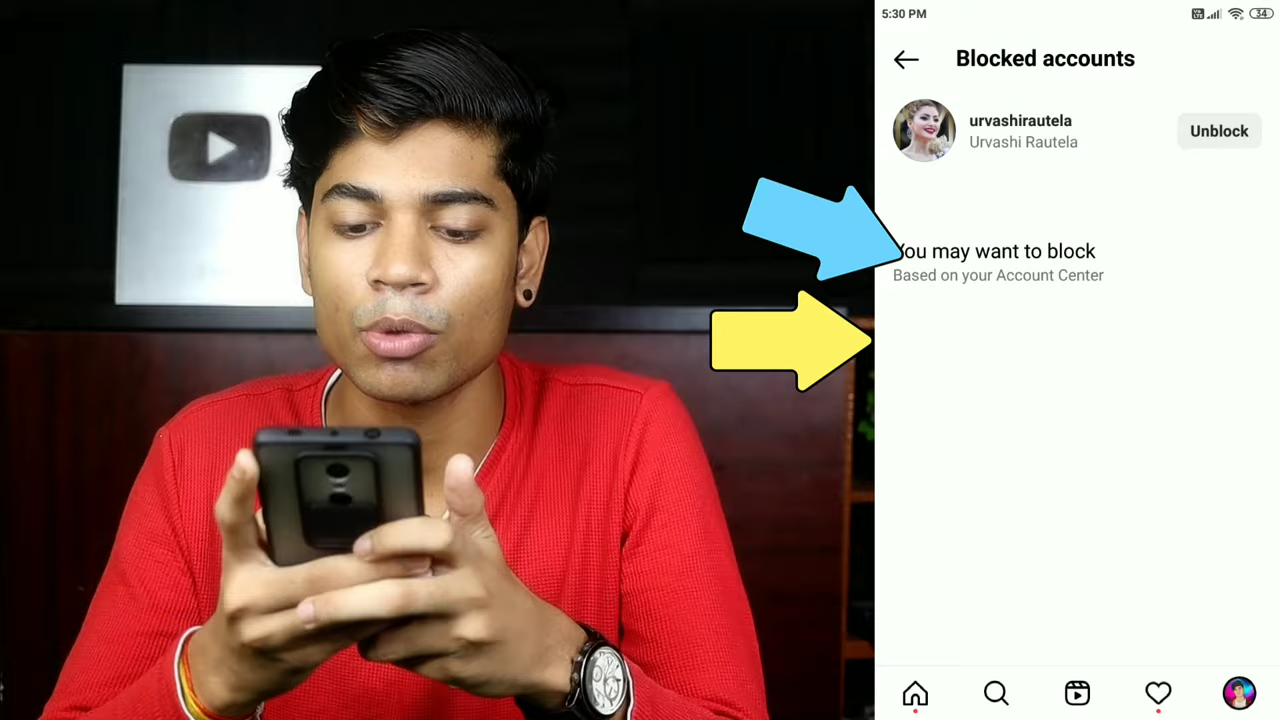 5:30 PM
34
Blocked accounts
urvashirautela
Urvashi Rautela
Unblock
You may want to block
Based on your Account Center